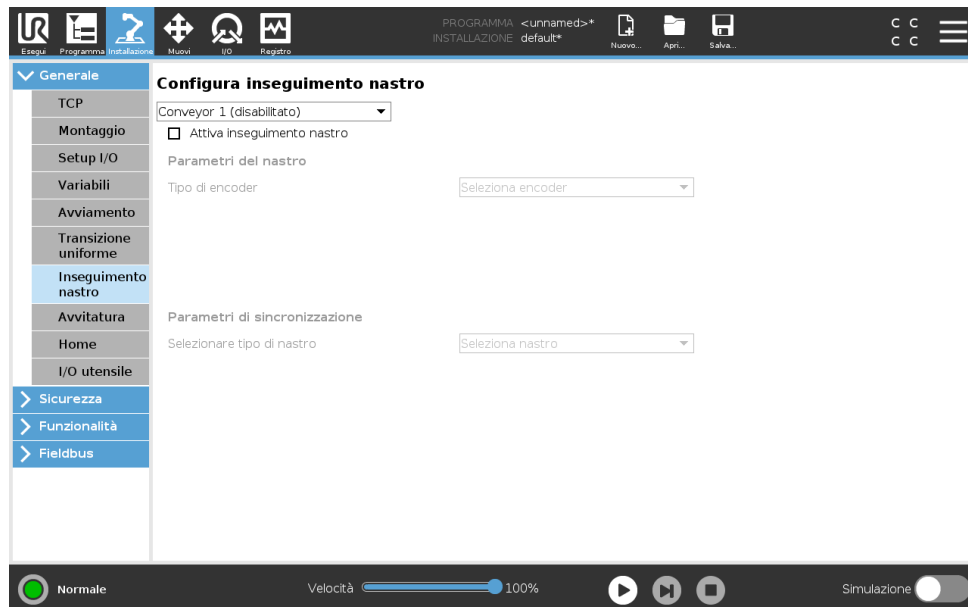 UR
Esegui
Programma
Installazione
Muovi
I/O
Registro
PROGRAMMA <unnamed>*
INSTALLAZIONE default*
Nuovo...
Apri...
Salva...
C C
C C
Generale
TCP
Montaggio
Setup I/O
Variabili
Avviamento
Transizione
uniforme
Inseguimento
nastro
Avvitatura
Home
I/O utensile
Sicurezza
Funzionalità
Fieldbus
Configura inseguimento nastro
Conveyor 1 (disabilitato)
Attiva inseguimento nastro
Parametri del nastro
Tipo di encoder Seleziona encoder
Parametri di sincronizzazione
Selezionare tipo di nastro Seleziona nastro
Normale
Velocità 100%
Simulazione